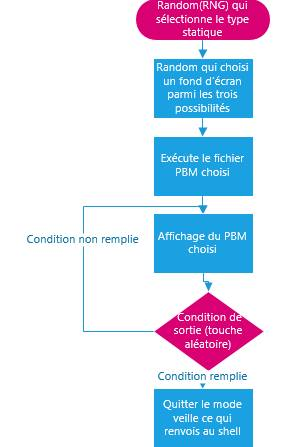 Random(RNG) qui
sélectionne le type
statique
Random qui choisi
un fond d'écran
parmi les trois
possibilités
Exécute le fichier
PBM choisi
Condition non remplie
Affichage du PBM
choisi
Condition de
sortie (touche
aléatoire)
Condition remplie
Quitter le mode
veille ce qui
renvois au shell